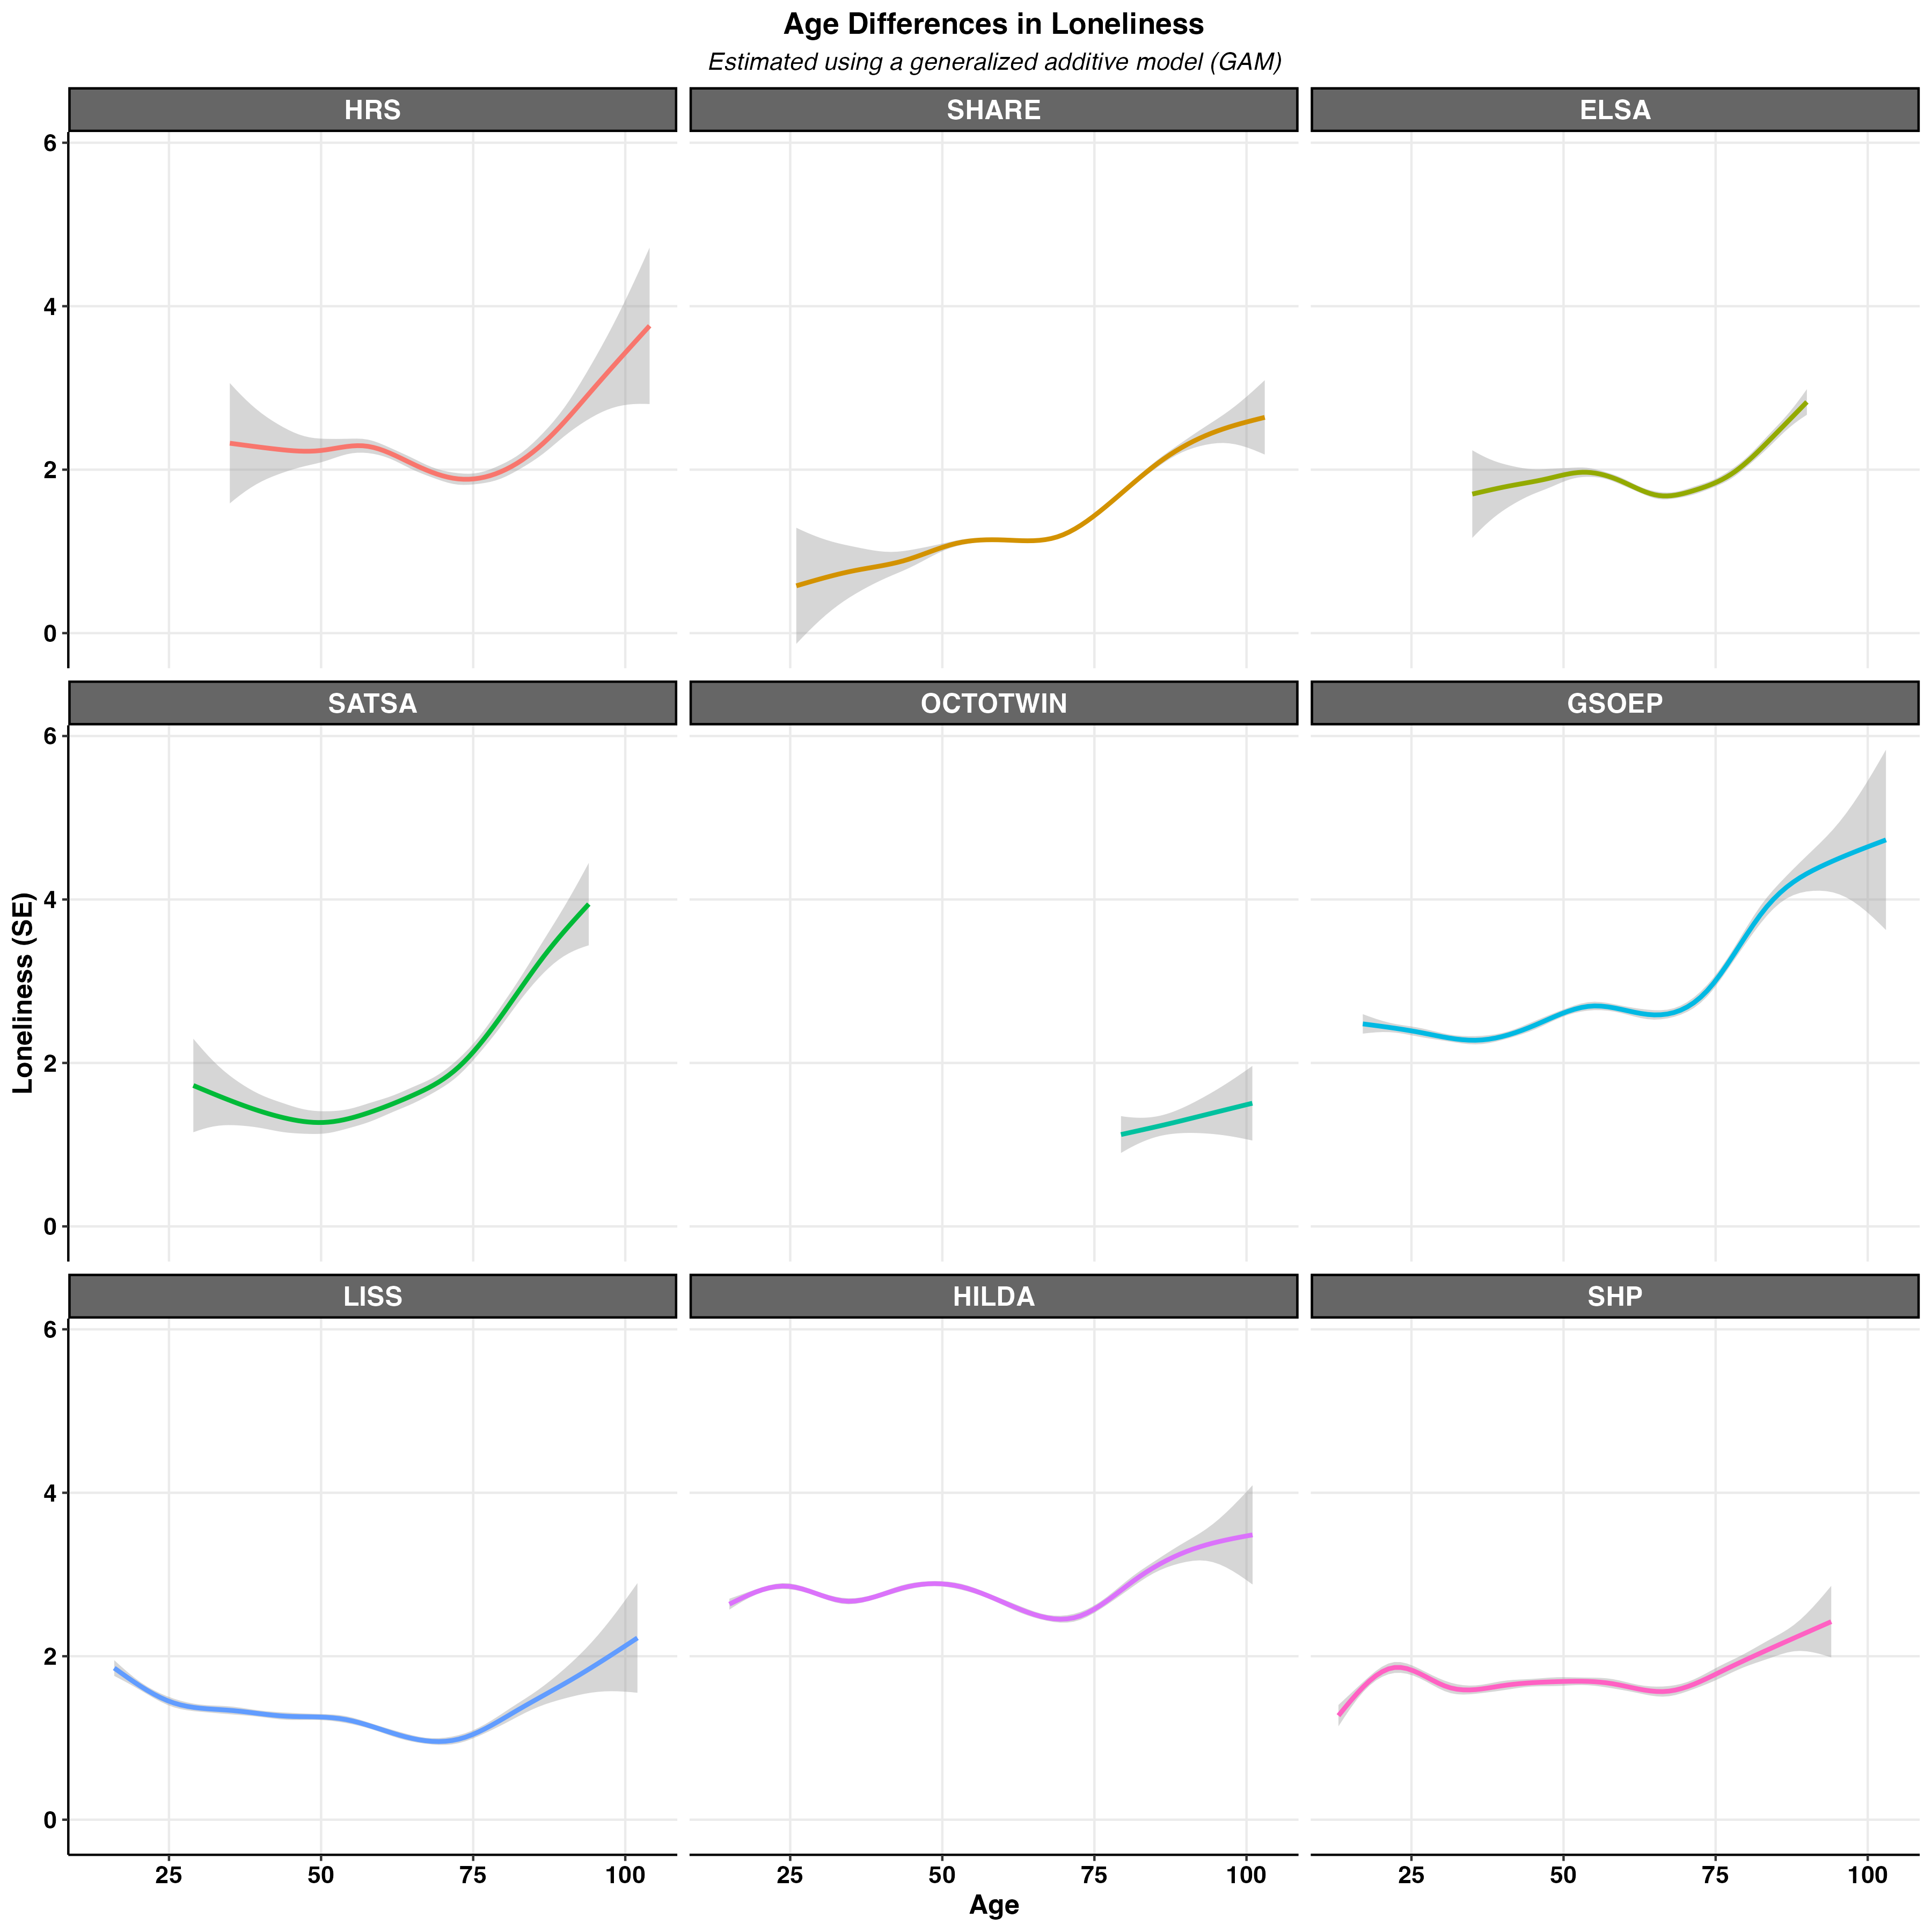 Age Differences in Loneliness
Estimated using a generalized additive model (GAM)
HRS SHARE ELSA
6
4
2
0
SATSA OCTOTWIN GSOEP
6
4
2
0
Loneliness (SE)
LISS HILDA SHP
6
4
2
0
25 50 75 100 25 50 75 100 25 50 75 100
Age